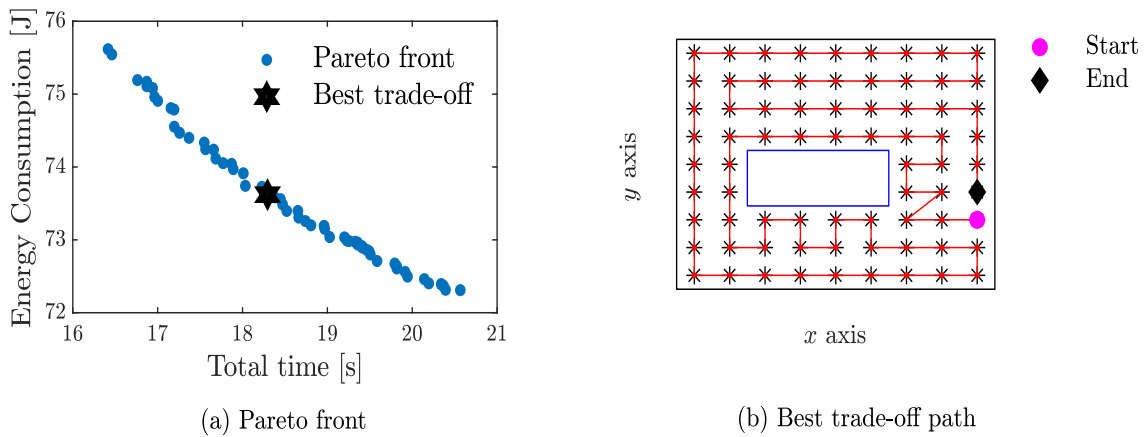 Energy Consumption [J]
76
75
74
73
72
16 17 18 19 20 21
Total time [s]
Pareto front
Best trade-off
(a) Pareto front
y axis
x axis
Start
End
(b) Best trade-off path